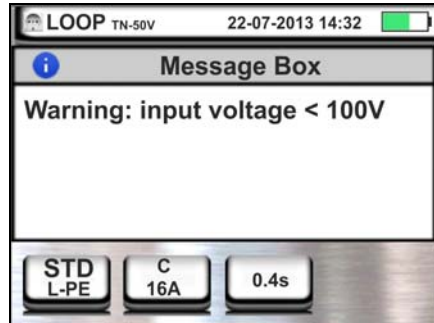 LOOP TN-50V 22-07-2013 14:32
i Message Box
Warning: input voltage < 100V
STD C 0.4s
L-PE 16A